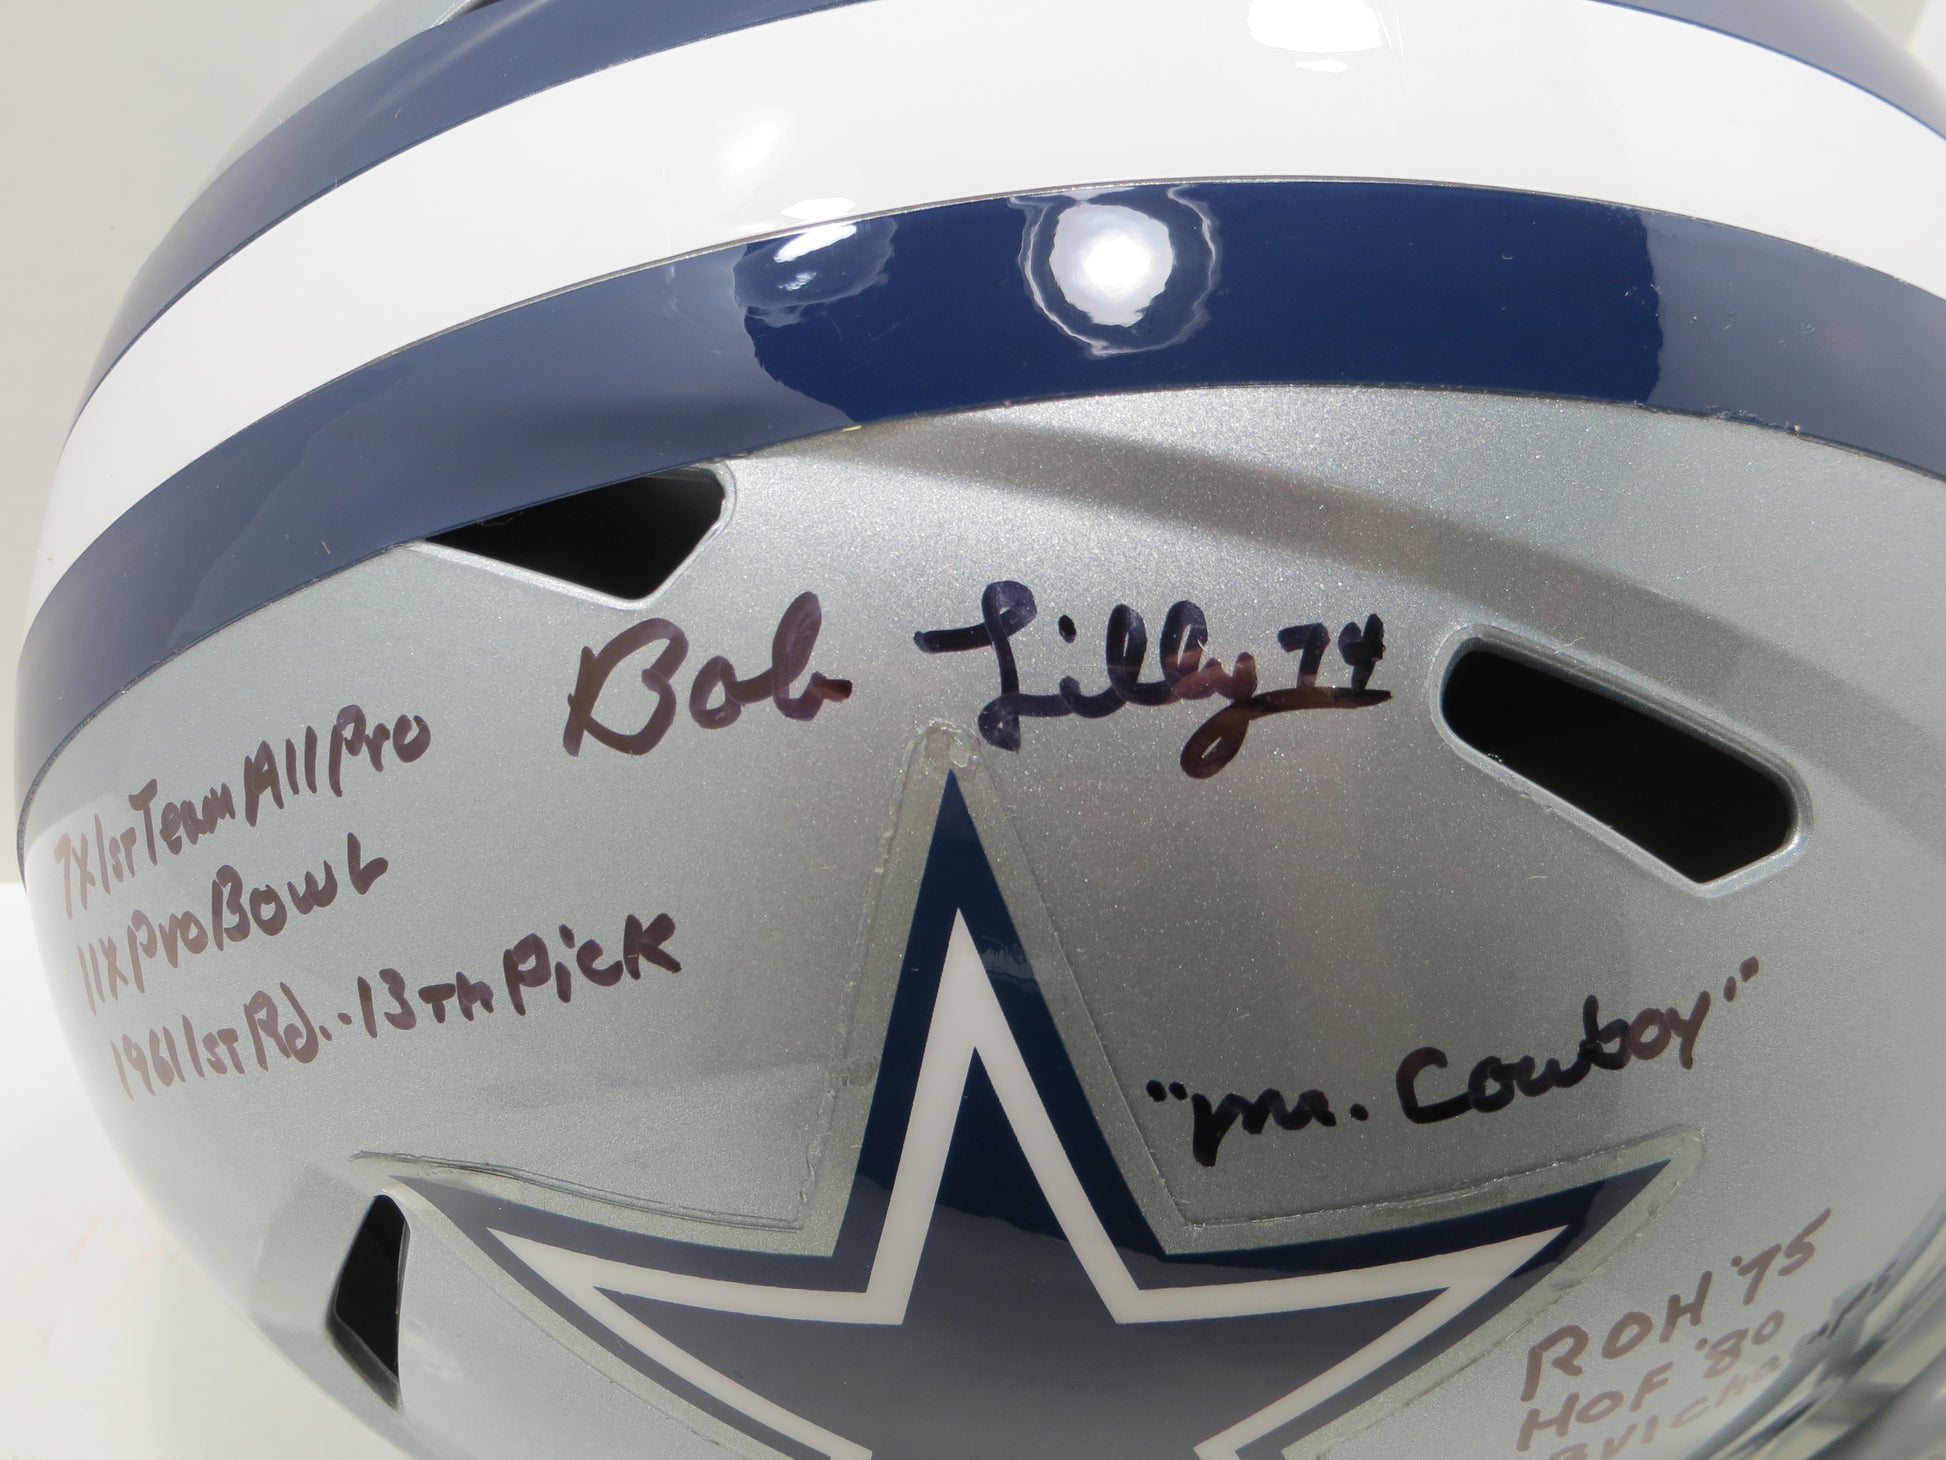 Bob Lilly 74
7X 1ST Team All Pro
11X Pro Bowl
1961 1ST Rd.-13TH Pick
"Mr. Cowboy"
ROH '75
HOF '80